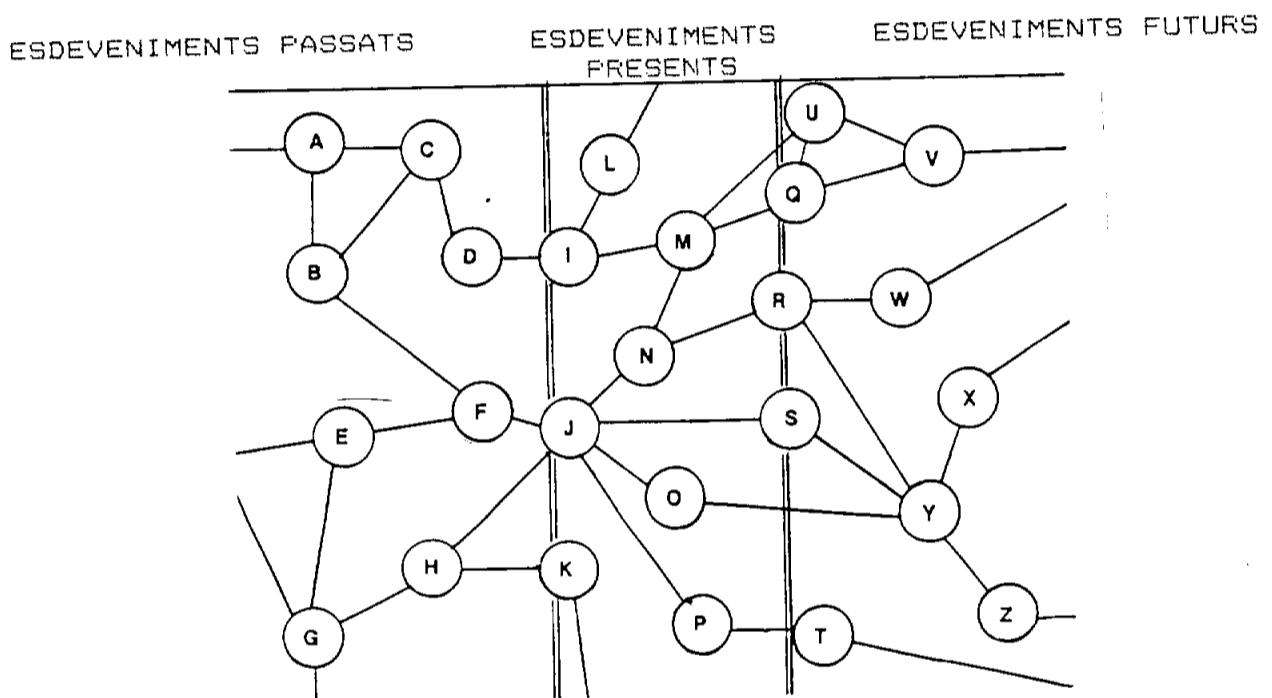 ESDEVENIMENTS PASSATS
ESDEVENIMENTS
PRESENTS
ESDEVENIMENTS FUTURS
A
C
L
U
V
Q
B
D
I
M
R
W
N
E
F
J
S
X
O
Y
H
K
G
P
T
Z